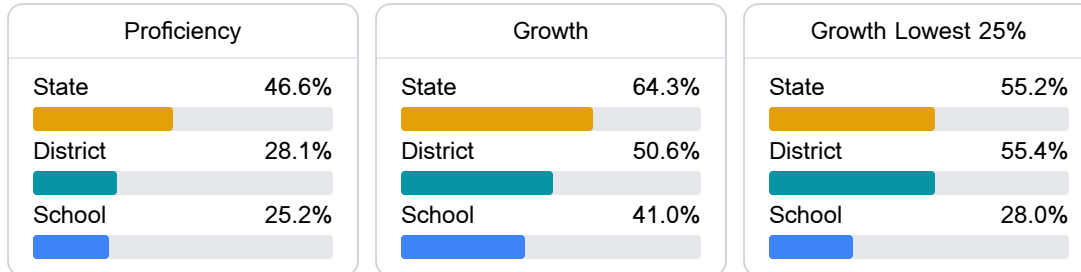 Proficiency
State 46.6%
District 28.1%
School 25.2%
Growth
State 64.3%
District 50.6%
School 41.0%
Growth Lowest 25%
State 55.2%
District 55.4%
School 28.0%